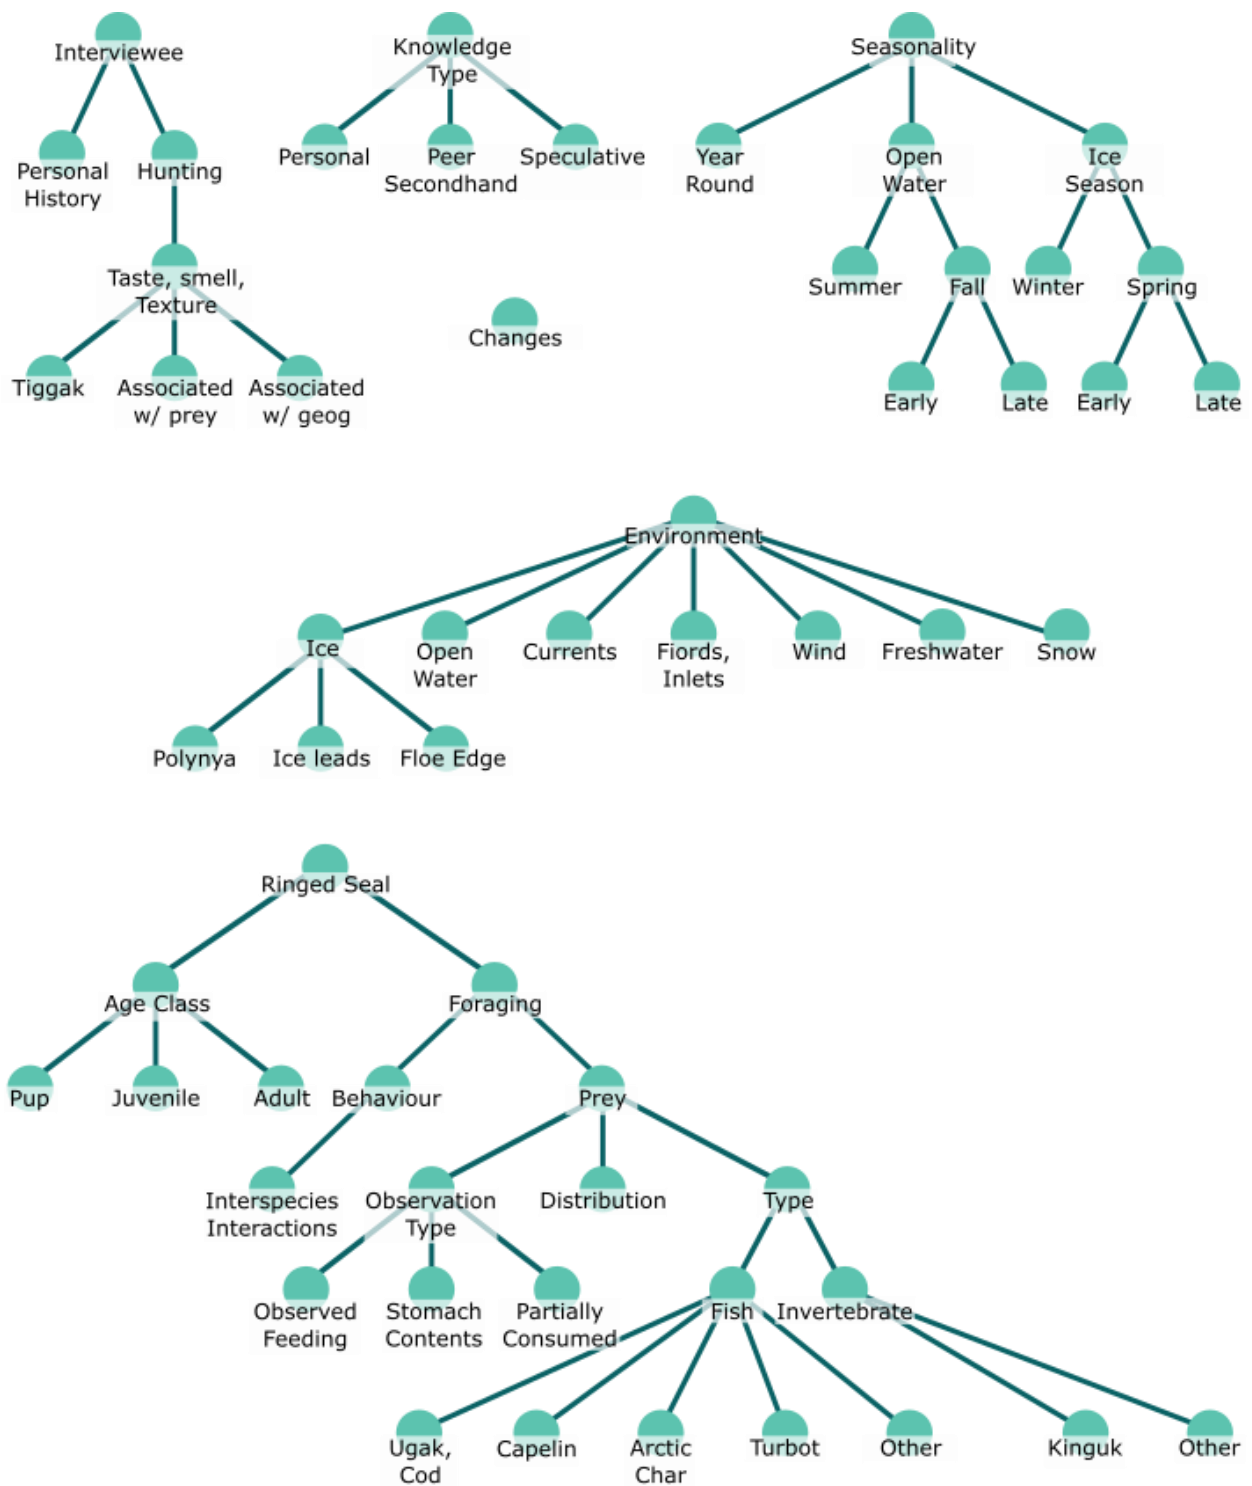 Interviewee
Knowledge
Type
Seasonality
Personal
History
Hunting
Personal
Peer
Secondhand
Speculative
Year
Round
Open
Water
Ice
Season
Taste, smell,
Texture
Summer
Fall
Winter
Spring
Changes
Tiggak
Associated
w/ prey
Associated
w/ geog
Early
Late
Early
Late
Environment
Ice
Open
Water
Currents
Fiords,
Inlets
Wind
Freshwater
Snow
Polynya
Ice leads
Floe Edge
Ringed Seal
Age Class
Foraging
Pup
Juvenile
Adult
Behaviour
Prey
Interspecies
Interactions
Observation
Type
Distribution
Type
Observed
Feeding
Stomach
Contents
Partially
Consumed
Fish
Invertebrate
Ugak,
Cod
Capelin
Arctic
Char
Turbot
Other
Kinguk
Other